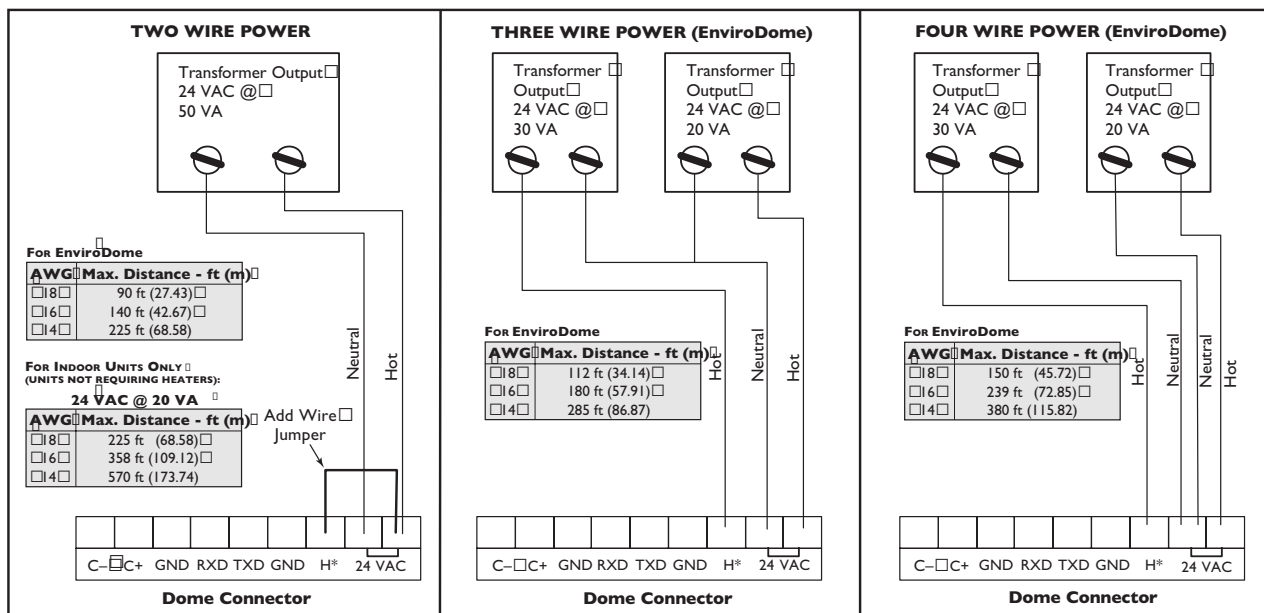 TWO WIRE POWER
Transformer Output
24 VAC @
50 VA
FOR EnviroDome
AWG Max. Distance - ft (m)
18 90 ft (27.43)
16 140 ft (42.67)
14 225 ft (68.58)
FOR INDOOR UNITS ONLY
(UNITS NOT REQUIRING HEATERS):
24 VAC @ 20 VA
AWG Max. Distance - ft (m)
18 225 ft (68.58)
16 358 ft (109.12)
14 570 ft (173.74)
Add Wire
Jumper
Neutral
Hot
C– C+ GND RXD TXD GND H* 24 VAC
Dome Connector
THREE WIRE POWER (EnviroDome)
Transformer
Output
24 VAC @
30 VA
Transformer
Output
24 VAC @
20 VA
FOR EnviroDome
AWG Max. Distance - ft (m)
18 112 ft (34.14)
16 180 ft (57.91)
14 285 ft (86.87)
Hot
Neutral
Hot
C– C+ GND RXD TXD GND H* 24 VAC
Dome Connector
FOUR WIRE POWER (EnviroDome)
Transformer
Output
24 VAC @
30 VA
Transformer
Output
24 VAC @
20 VA
FOR EnviroDome
AWG Max. Distance - ft (m)
18 150 ft (45.72)
16 239 ft (72.85)
14 380 ft (115.82)
Hot
Neutral
Neutral
Hot
C– C+ GND RXD TXD GND H* 24 VAC
Dome Connector